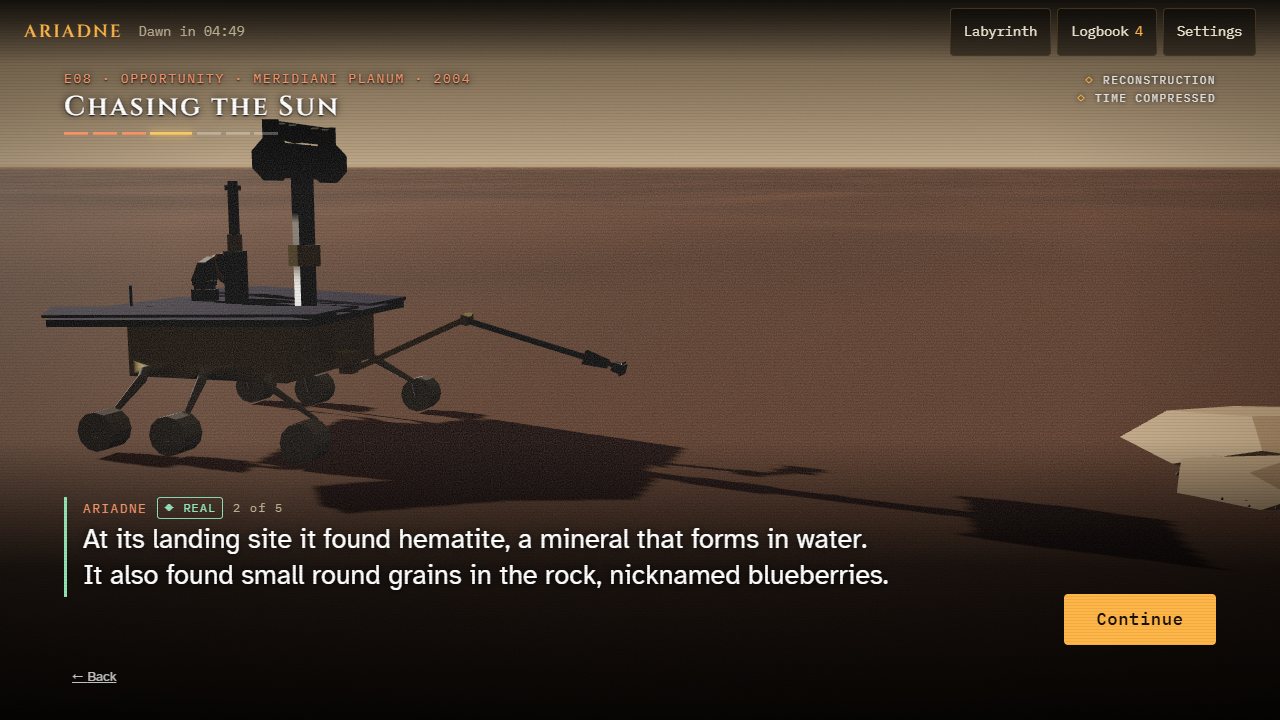 ARIADNE Dawn in 04:49 Labyrinth Logbook 4 Settings
E08 · OPPORTUNITY · MERIDIANI PLANUM · 2004
Chasing the Sun
◇ RECONSTRUCTION
◇ TIME COMPRESSED
ARIADNE ◆ REAL 2 of 5
At its landing site it found hematite, a mineral that forms in water.
It also found small round grains in the rock, nicknamed blueberries.
Continue
← Back